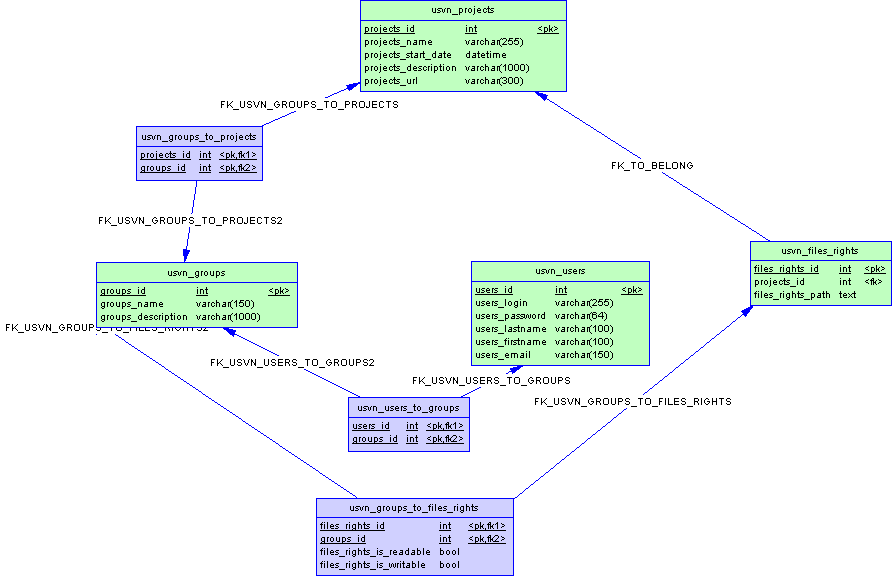 usvn_projects
projects_id int <pk>
projects_name varchar(255)
projects_start_date datetime
projects_description varchar(1000)
projects_url varchar(300)
FK_USVN_GROUPS_TO_PROJECTS
usvn_groups_to_projects
projects_id int <pk,fk1>
groups_id int <pk,fk2>
FK_TO_BELONG
FK_USVN_GROUPS_TO_PROJECTS2
usvn_files_rights
files_rights_id int <pk>
projects_id int <fk>
files_rights_path text
usvn_groups
groups_id int <pk>
groups_name varchar(150)
groups_description varchar(1000)
usvn_users
users_id int <pk>
users_login varchar(255)
users_password varchar(64)
users_lastname varchar(100)
users_firstname varchar(100)
users_email varchar(150)
FK_USVN_GROUPS_TO_FILES_RIGHTS2
FK_USVN_USERS_TO_GROUPS2
FK_USVN_USERS_TO_GROUPS
FK_USVN_GROUPS_TO_FILES_RIGHTS
usvn_users_to_groups
users_id int <pk,fk1>
groups_id int <pk,fk2>
usvn_groups_to_files_rights
files_rights_id int <pk,fk1>
groups_id int <pk,fk2>
files_rights_is_readable bool
files_rights_is_writable bool